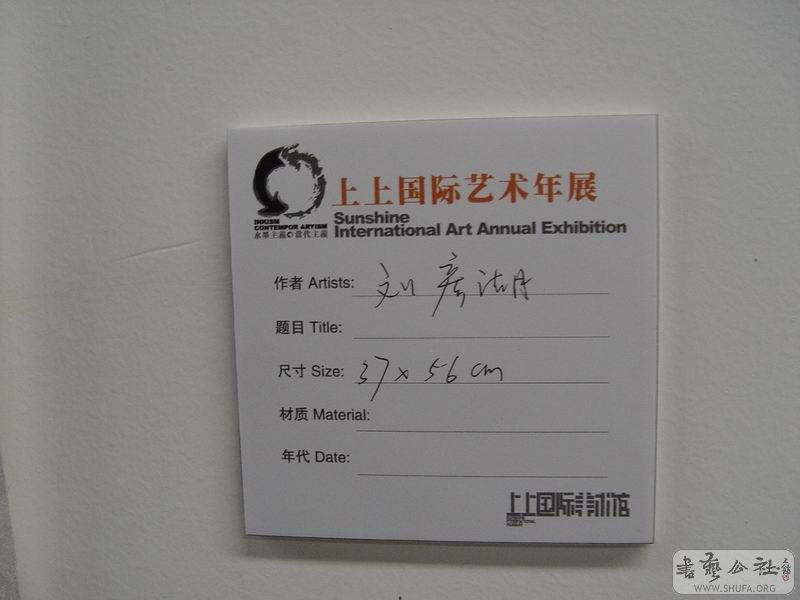 上上国际艺术年展
Sunshine
International Art Annual Exhibition
INKISM
CONTEMPOR ARTYISM
水墨主義 當代主義
作者 Artists: 刘彦湖
题目 Title:
尺寸 Size: 37 x 56 cm
材质 Material:
年代 Date:
上上国际美术馆
書藝公社
WWW.SHUFA.ORG